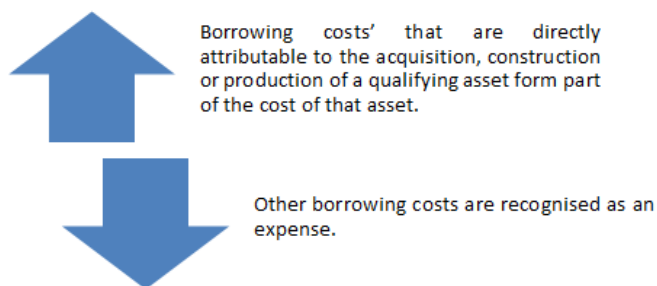 Borrowing costs’ that are directly
attributable to the acquisition, construction
or production of a qualifying asset form part
of the cost of that asset.
Other borrowing costs are recognised as an
expense.